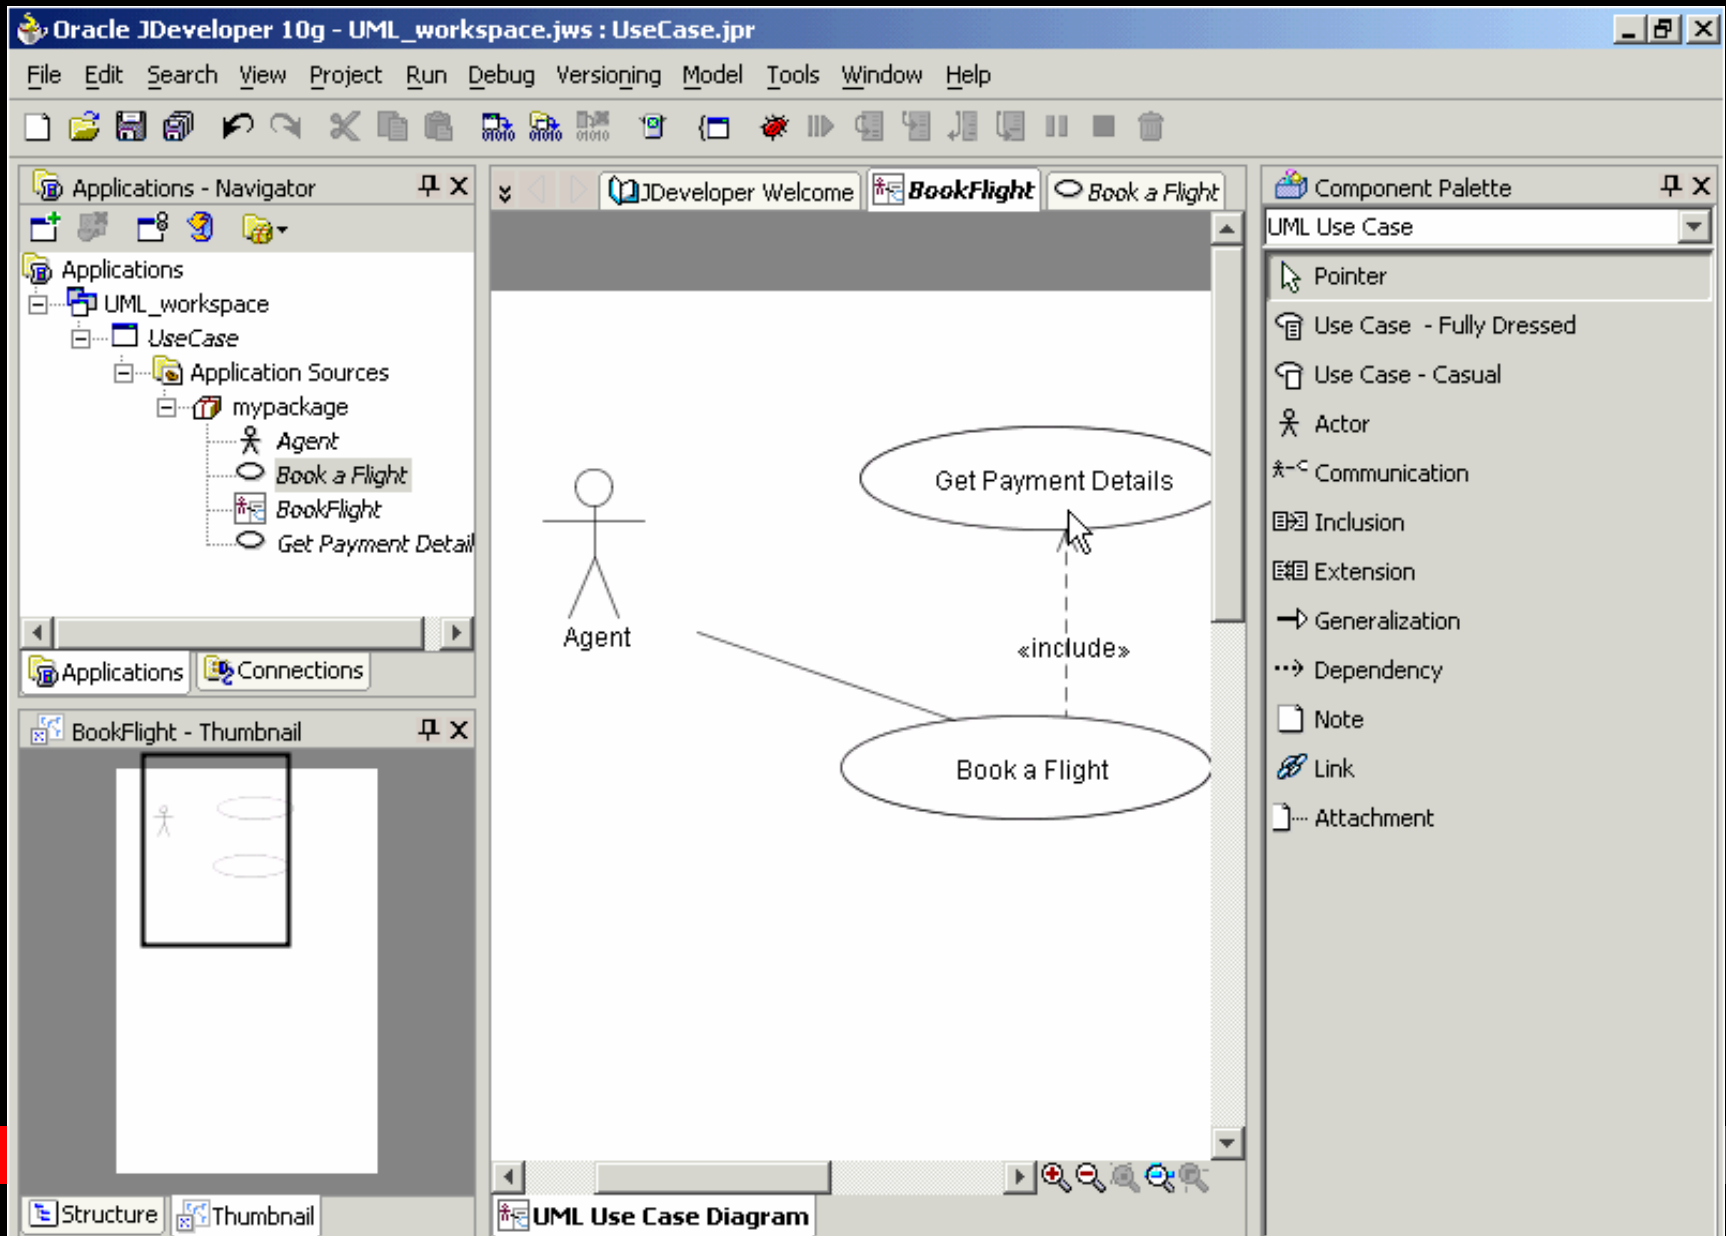 Oracle JDeveloper 10g - UML_workspace.jws : UseCase.jpr
File Edit Search View Project Run Debug Versioning Model Tools Window Help
Applications - Navigator
Applications
UML_workspace
UseCase
Application Sources
mypackage
Agent
Book a Flight
BookFlight
Get Payment Detail
Applications Connections
BookFlight - Thumbnail
Structure Thumbnail
JDeveloper Welcome BookFlight Book a Flight
Get Payment Details
Agent
«include»
Book a Flight
UML Use Case Diagram
Component Palette
UML Use Case
Pointer
Use Case - Fully Dressed
Use Case - Casual
Actor
Communication
Inclusion
Extension
Generalization
Dependency
Note
Link
Attachment